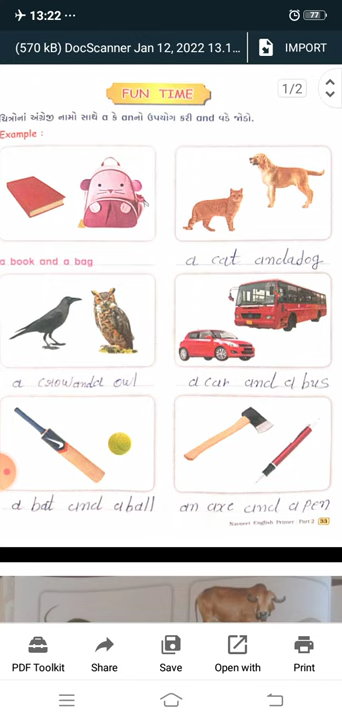 13:22 ...
77
(570 kB) DocScanner Jan 12, 2022 13.1...
IMPORT
FUN TIME
1/2
ચિત્રોનાં અંગ્રેજી નામો સાથે a કે anનો ઉપયોગ કરી and વડે જોડો.
Example :
a book and a bag
a cat andadog
a crowanda owl
a car and a bus
a bat and aball
an axe and apen
Navneet English Primer : Part 2 33
PDF Toolkit
Share
Save
Open with
Print